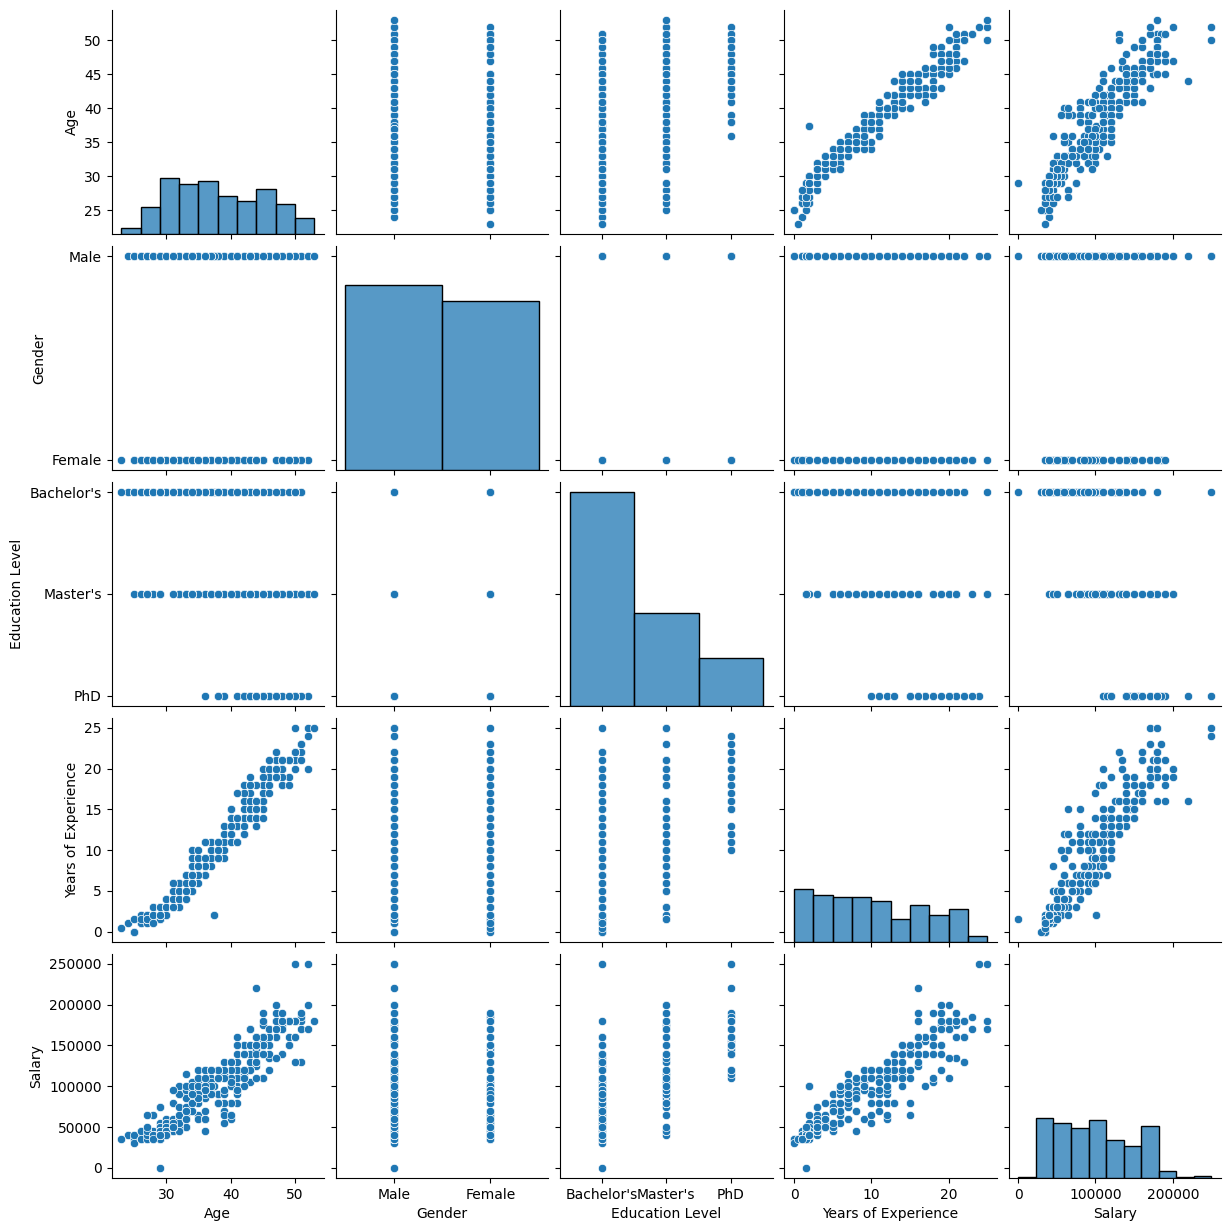 Age
50
45
40
35
30
25
Gender
Male
Female
Education Level
Bachelor's
Master's
PhD
Years of Experience
25
20
15
10
5
0
Salary
250000
200000
150000
100000
50000
0
30 50 Male Female Bachelor's Master's PhD 0 10 20 0 100000 200000
Age Gender Education Level Years of Experience Salary